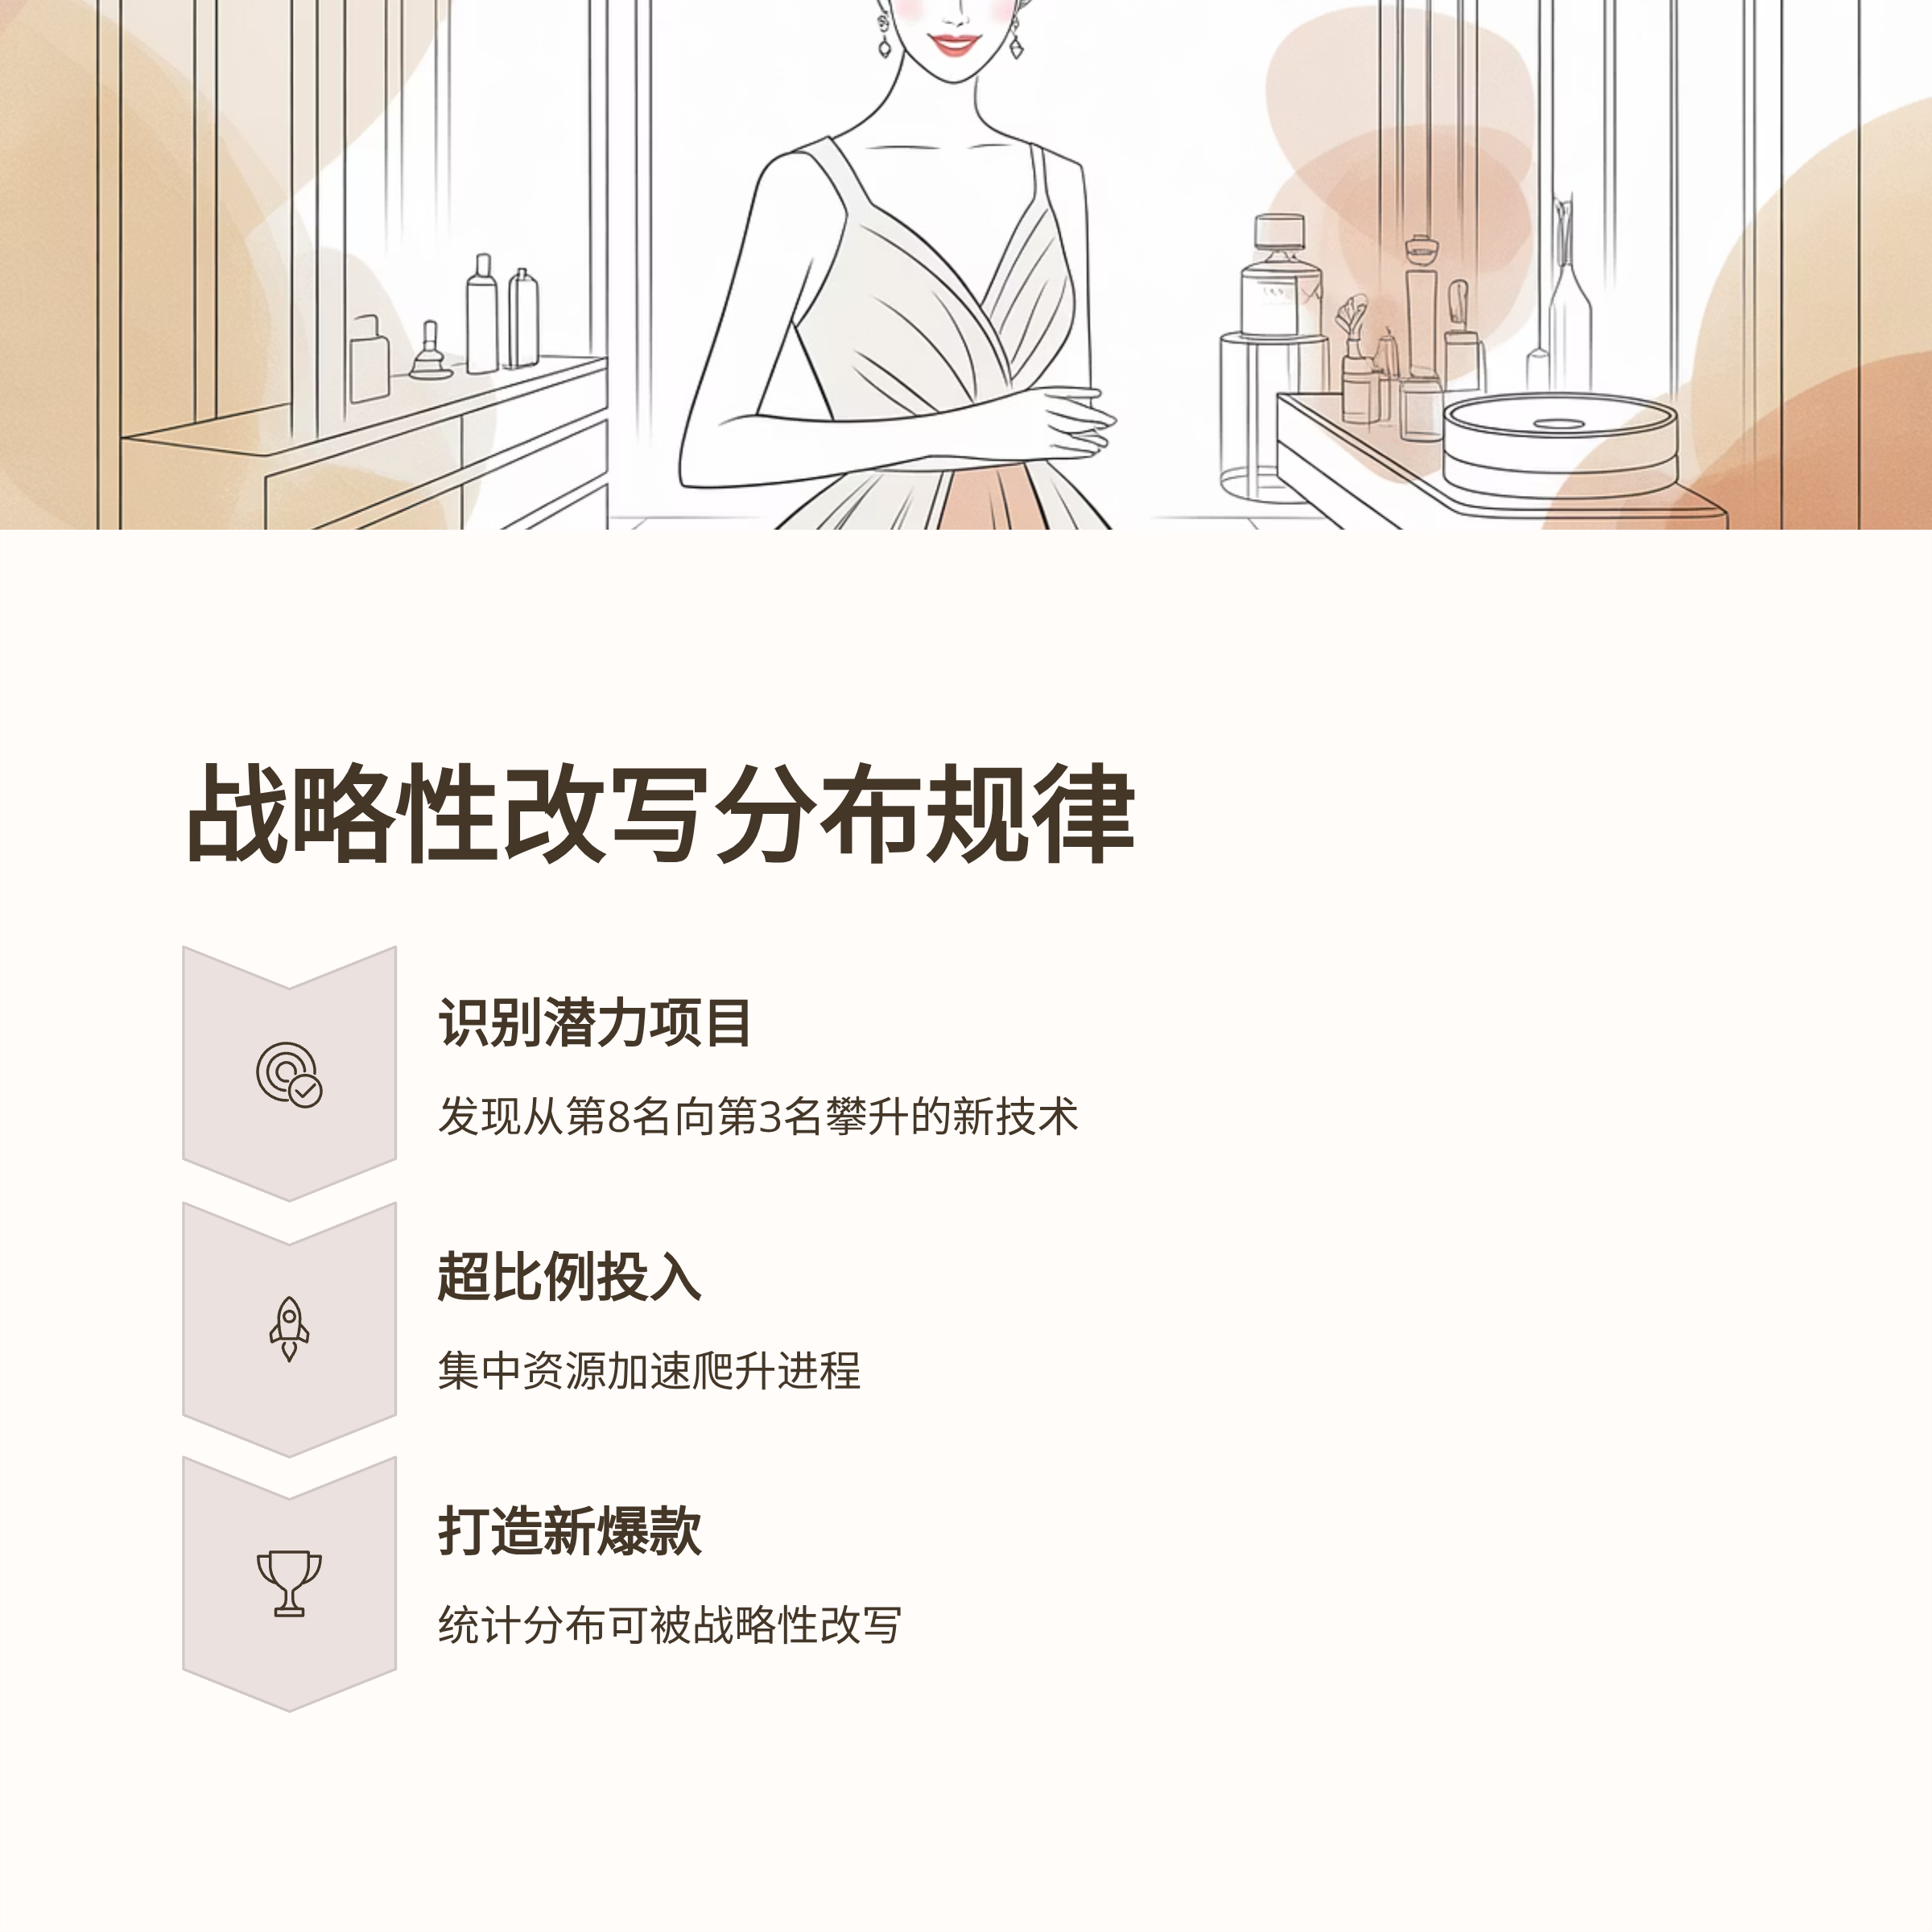 战略性改写分布规律
识别潜力项目
发现从第8名向第3名攀升的新技术
超比例投入
集中资源加速爬升进程
打造新爆款
统计分布可被战略性改写